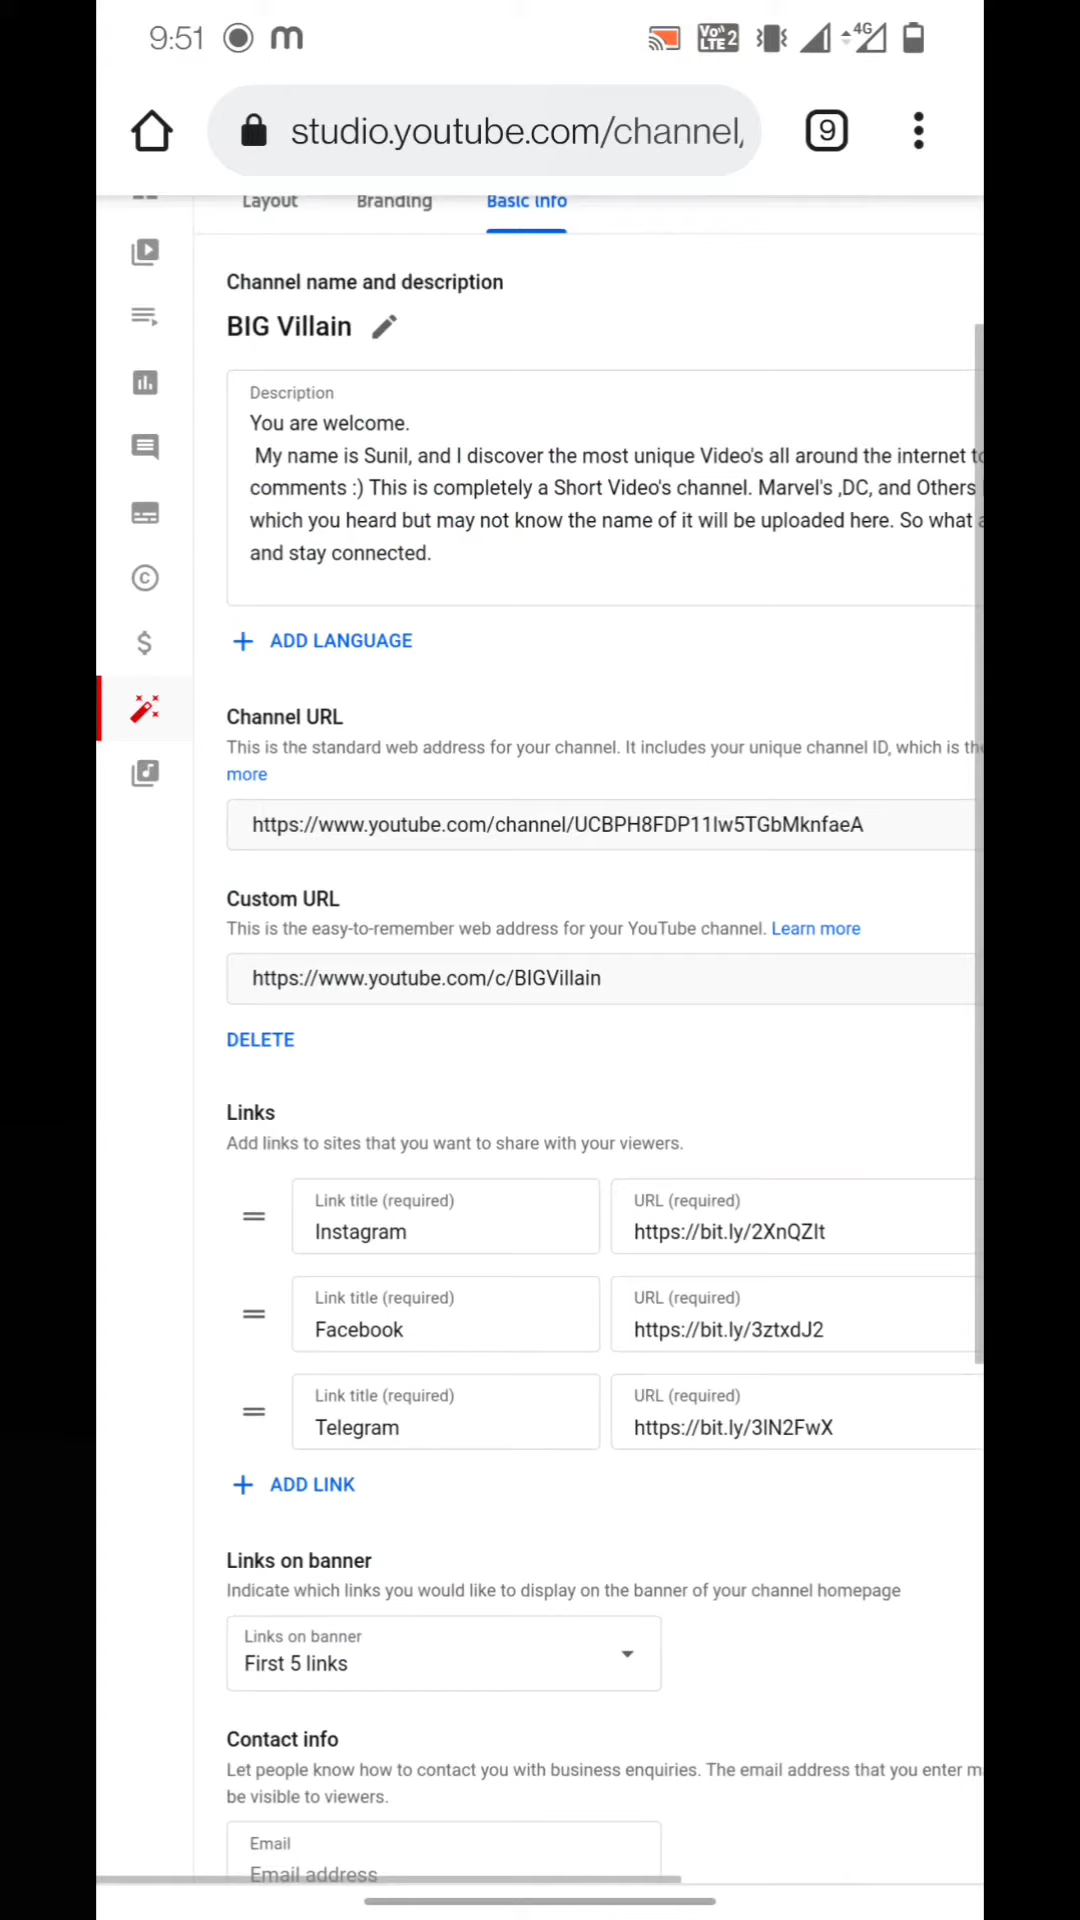 9:51
Vo)) LTE 2
4G
studio.youtube.com/channel,
9
Layout Branding Basic info
Channel name and description
BIG Villain
Description
You are welcome.
My name is Sunil, and I discover the most unique Video's all around the internet to
comments :) This is completely a Short Video's channel. Marvel's ,DC, and Others
which you heard but may not know the name of it will be uploaded here. So what a
and stay connected.
+ ADD LANGUAGE
Channel URL
This is the standard web address for your channel. It includes your unique channel ID, which is the
more
https://www.youtube.com/channel/UCBPH8FDP11lw5TGbMknfaeA
Custom URL
This is the easy-to-remember web address for your YouTube channel. Learn more
https://www.youtube.com/c/BIGVillain
DELETE
Links
Add links to sites that you want to share with your viewers.
Link title (required) URL (required)
Instagram https://bit.ly/2XnQZlt
Link title (required) URL (required)
Facebook https://bit.ly/3ztxdJ2
Link title (required) URL (required)
Telegram https://bit.ly/3lN2FwX
+ ADD LINK
Links on banner
Indicate which links you would like to display on the banner of your channel homepage
Links on banner
First 5 links
Contact info
Let people know how to contact you with business enquiries. The email address that you enter m
be visible to viewers.
Email
Email address